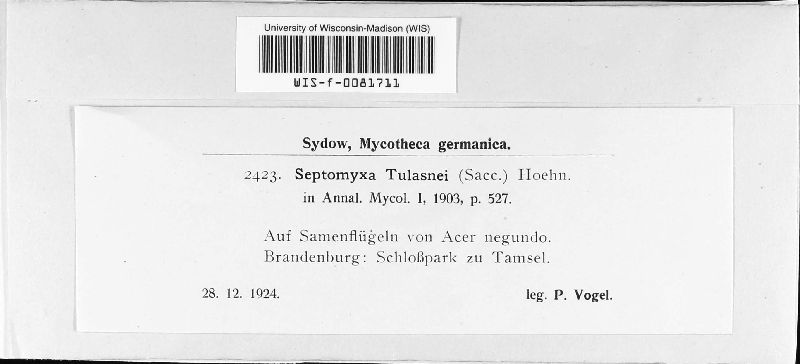 University of Wisconsin-Madison (WIS)
WIS-f-0081711
Sydow, Mycotheca germanica.
2423. Septomyxa Tulasnei (Sacc.) Hoehn.
in Annal. Mycol. I, 1903, p. 527.
Auf Samenflügeln von Acer negundo.
Brandenburg: Schloßpark zu Tamsel.
28. 12. 1924.
leg. P. Vogel.